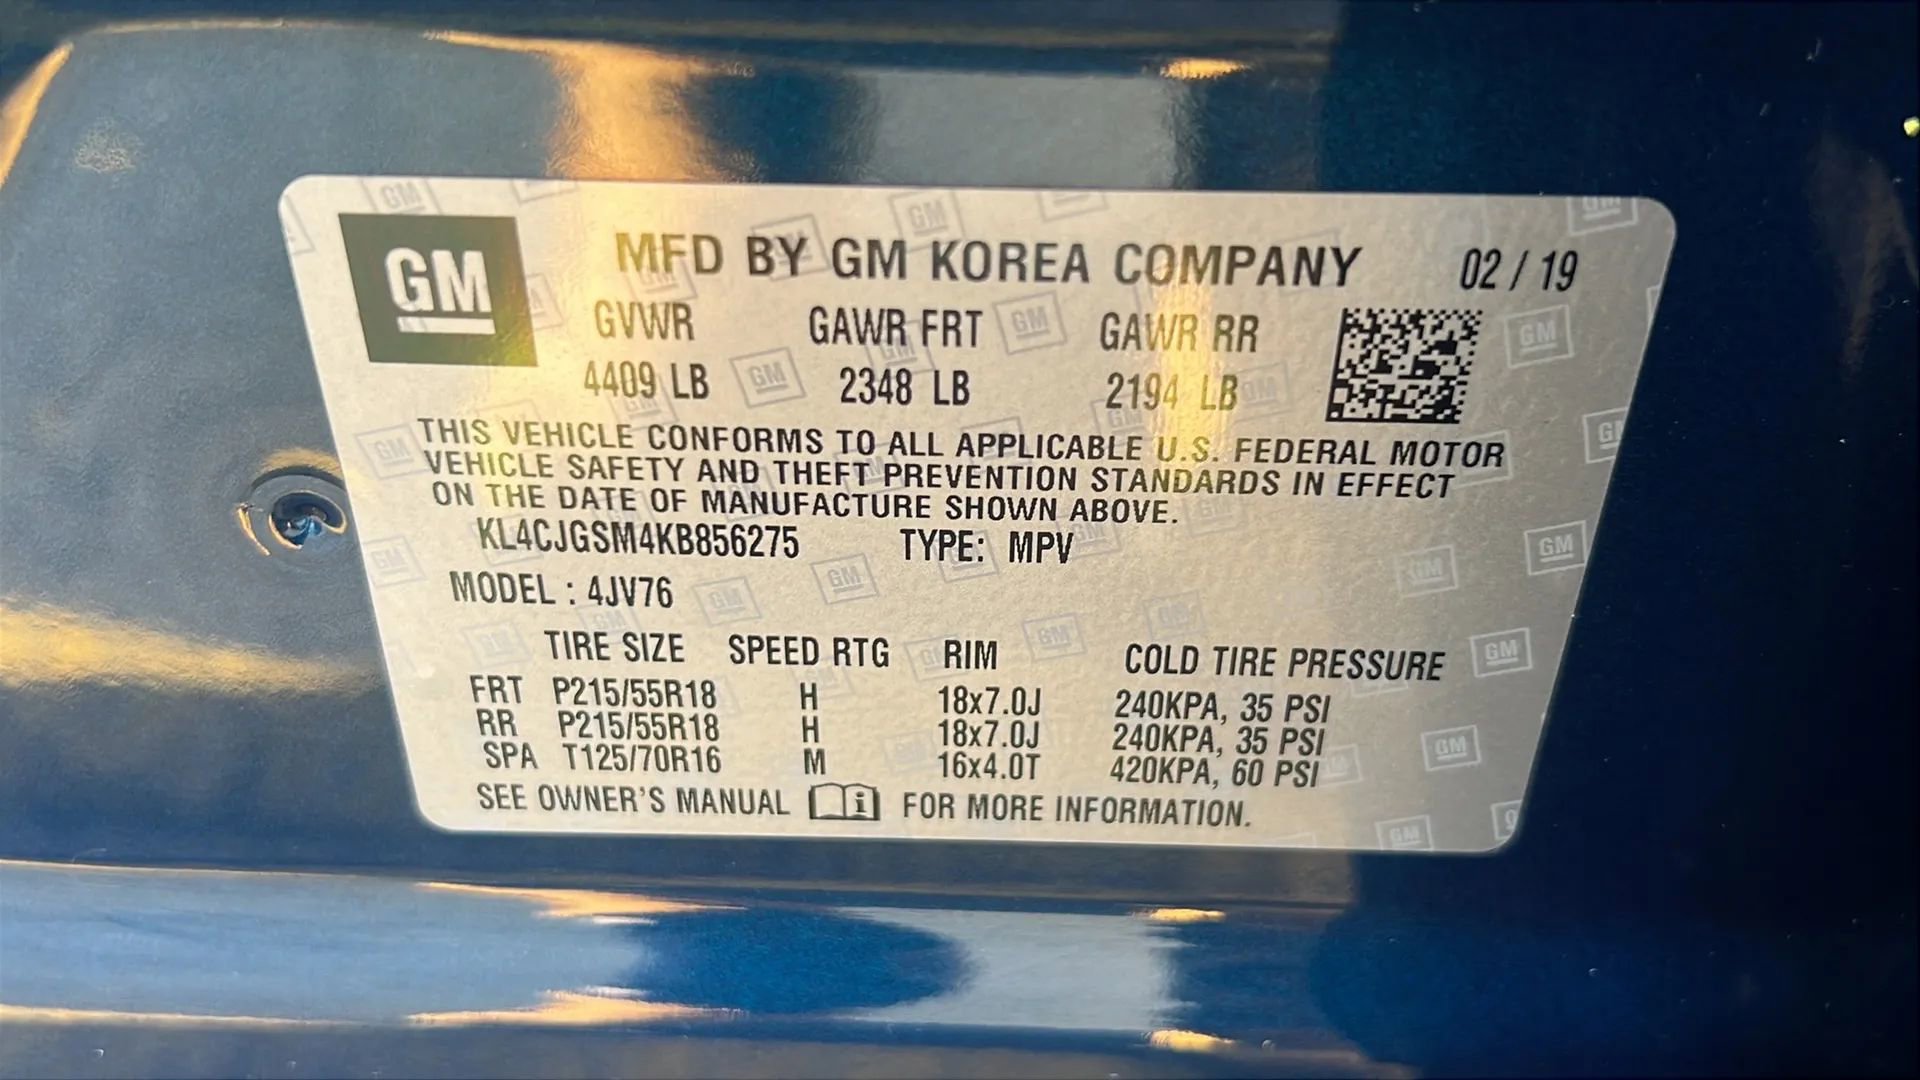 GM
MFD BY GM KOREA COMPANY 02 / 19
GVWR GAWR FRT GAWR RR
4409 LB 2348 LB 2194 LB
THIS VEHICLE CONFORMS TO ALL APPLICABLE U.S. FEDERAL MOTOR
VEHICLE SAFETY AND THEFT PREVENTION STANDARDS IN EFFECT
ON THE DATE OF MANUFACTURE SHOWN ABOVE.
KL4CJGSM4KB856275 TYPE: MPV
MODEL : 4JV76
TIRE SIZE SPEED RTG RIM COLD TIRE PRESSURE
FRT P215/55R18 H 18x7.0J 240KPA, 35 PSI
RR P215/55R18 H 18x7.0J 240KPA, 35 PSI
SPA T125/70R16 M 16x4.0T 420KPA, 60 PSI
SEE OWNER'S MANUAL FOR MORE INFORMATION.